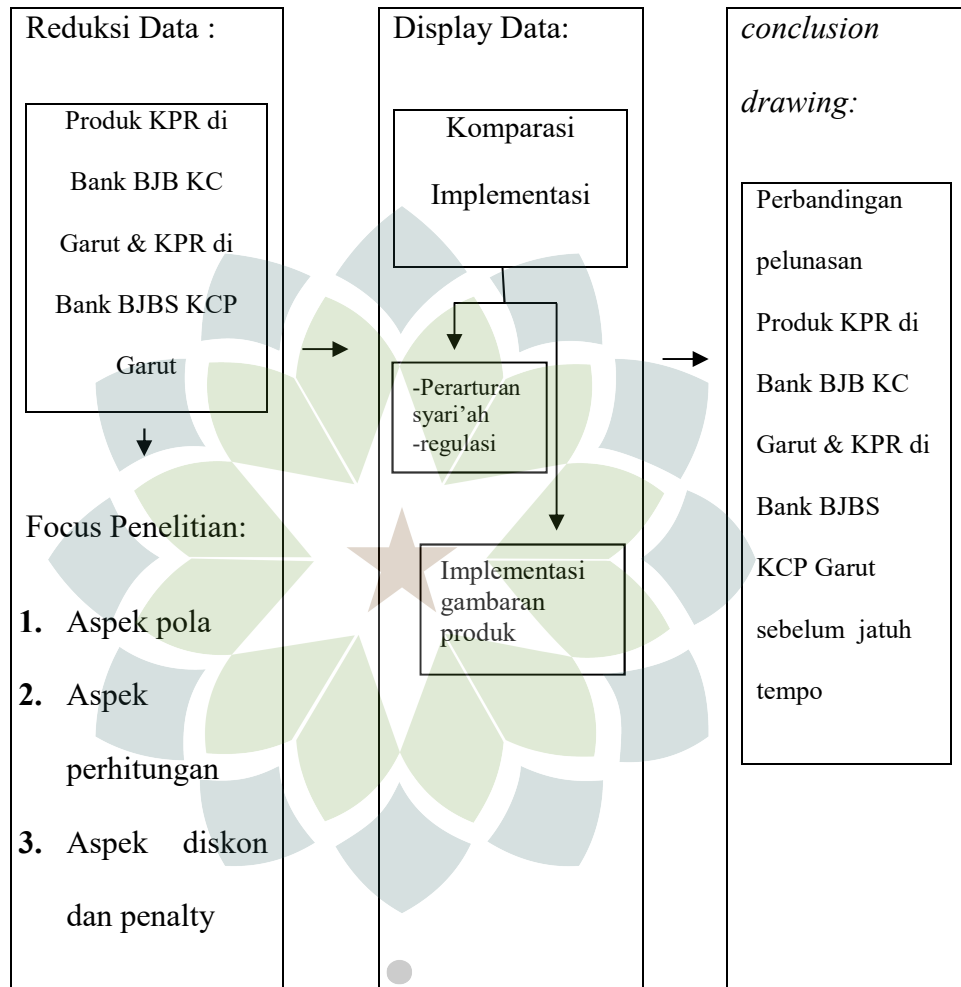 Reduksi Data :
Produk KPR di
Bank BJB KC
Garut & KPR di
Bank BJBS KCP
Garut
Focus Penelitian:
1. Aspek pola
2. Aspek
perhitungan
3. Aspek diskon
dan penalty
Display Data:
Komparasi
Implementasi
-Perarturan
syari’ah
-regulasi
Implementasi
gambaran
produk
conclusion
drawing:
Perbandingan
pelunasan
Produk KPR di
Bank BJB KC
Garut & KPR di
Bank BJBS
KCP Garut
sebelum jatuh
tempo